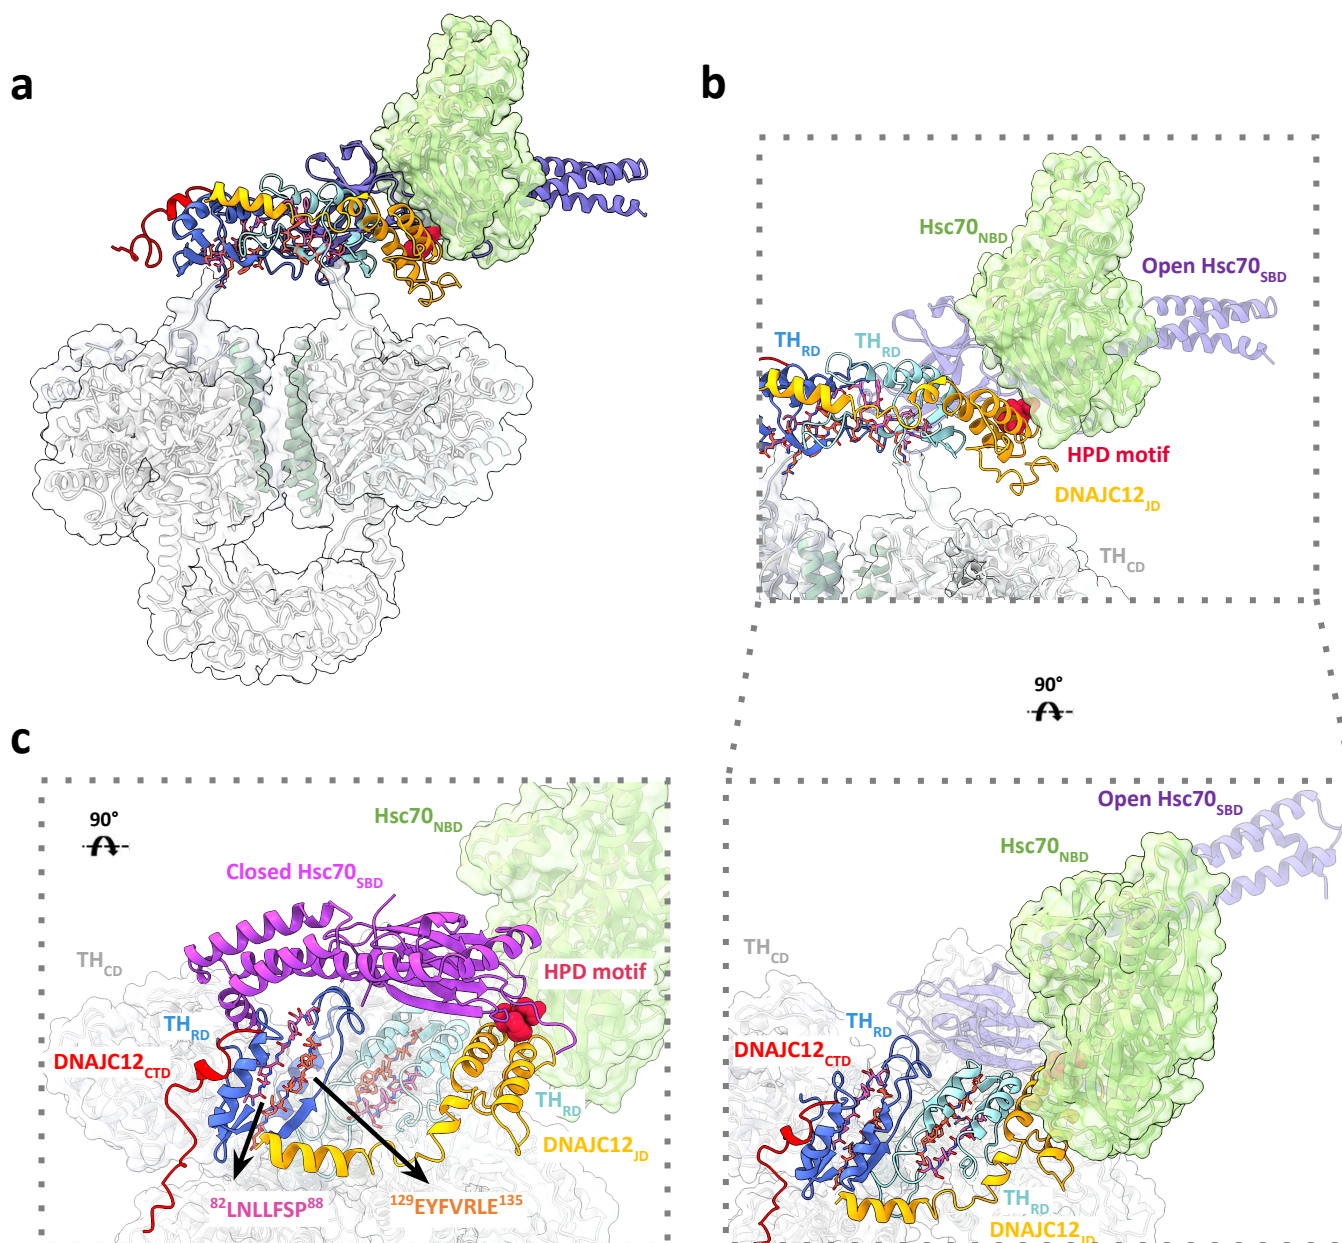 a
b
Hsc70NBD
Open Hsc70SBD
THRD
THRD
HPD motif
DNAJC12JD
THCD
90°
c
90°
Hsc70NBD
Closed Hsc70SBD
THCD
HPD motif
THRD
DNAJC12CTD
THRD
DNAJC12JD
82LNLLFSP88
129EYFVRLE135
Open Hsc70SBD
Hsc70NBD
THCD
THRD
DNAJC12CTD
THRD
DNAJC12JD